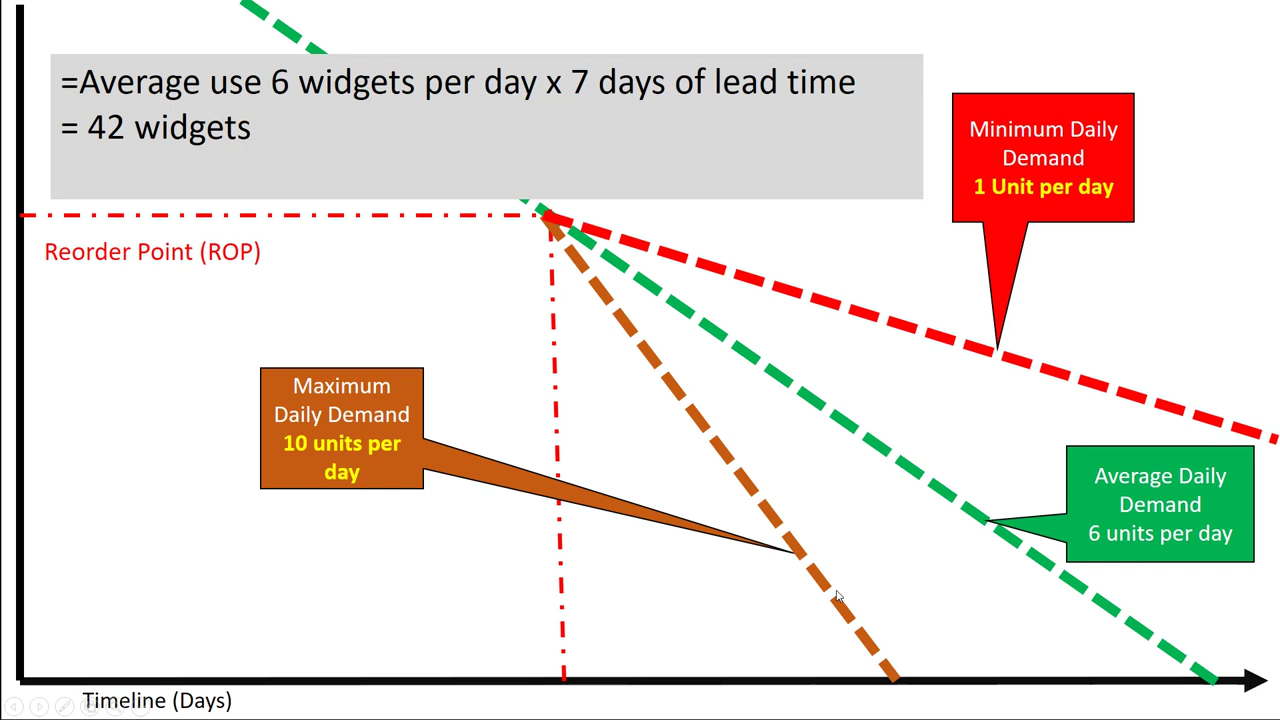 =Average use 6 widgets per day x 7 days of lead time
= 42 widgets
Minimum Daily
Demand
1 Unit per day
Reorder Point (ROP)
Maximum
Daily Demand
10 units per
day
Average Daily
Demand
6 units per day
Timeline (Days)